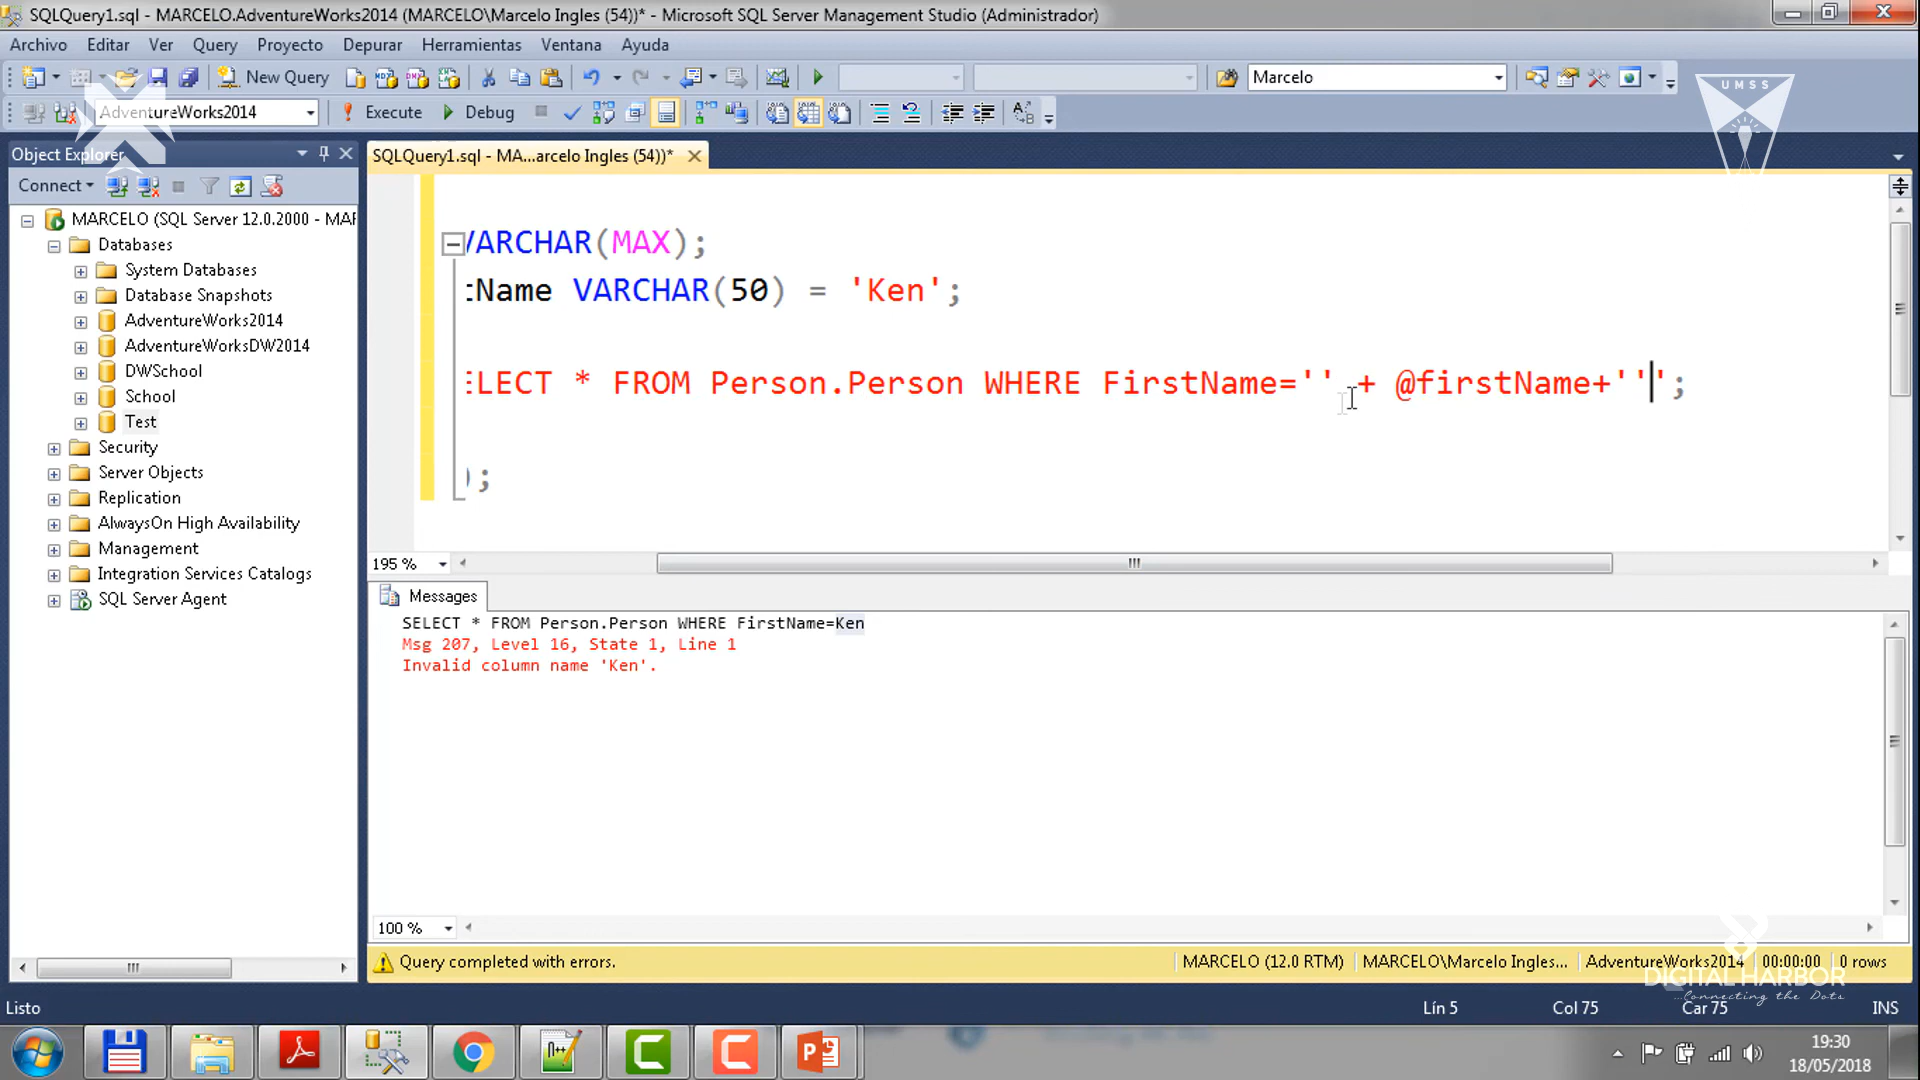 SQLQuery1.sql - MARCELO.AdventureWorks2014 (MARCELO\Marcelo Ingles (54))* - Microsoft SQL Server Management Studio (Administrador)
Archivo Editar Ver Query Proyecto Depurar Herramientas Ventana Ayuda
New Query Marcelo
AdventureWorks2014 Execute Debug
UMSS
Object Explorer
SQLQuery1.sql - MA...arcelo Ingles (54))*
Connect
MARCELO (SQL Server 12.0.2000 - MAR
Databases
System Databases
Database Snapshots
AdventureWorks2014
AdventureWorksDW2014
DWSchool
School
Test
Security
Server Objects
Replication
AlwaysOn High Availability
Management
Integration Services Catalogs
SQL Server Agent
VARCHAR(MAX);
tName VARCHAR(50) = 'Ken';
ELECT * FROM Person.Person WHERE FirstName='' + @firstName+''';
);
195 %
Messages
SELECT * FROM Person.Person WHERE FirstName=Ken
Msg 207, Level 16, State 1, Line 1
Invalid column name 'Ken'.
100 %
Query completed with errors. MARCELO (12.0 RTM) MARCELO\Marcelo Ingles... AdventureWorks2014 00:00:00 0 rows
DIGITAL HARBOR
...Connecting the Dots
Listo Lín 5 Col 75 Car 75 INS
19:30
18/05/2018